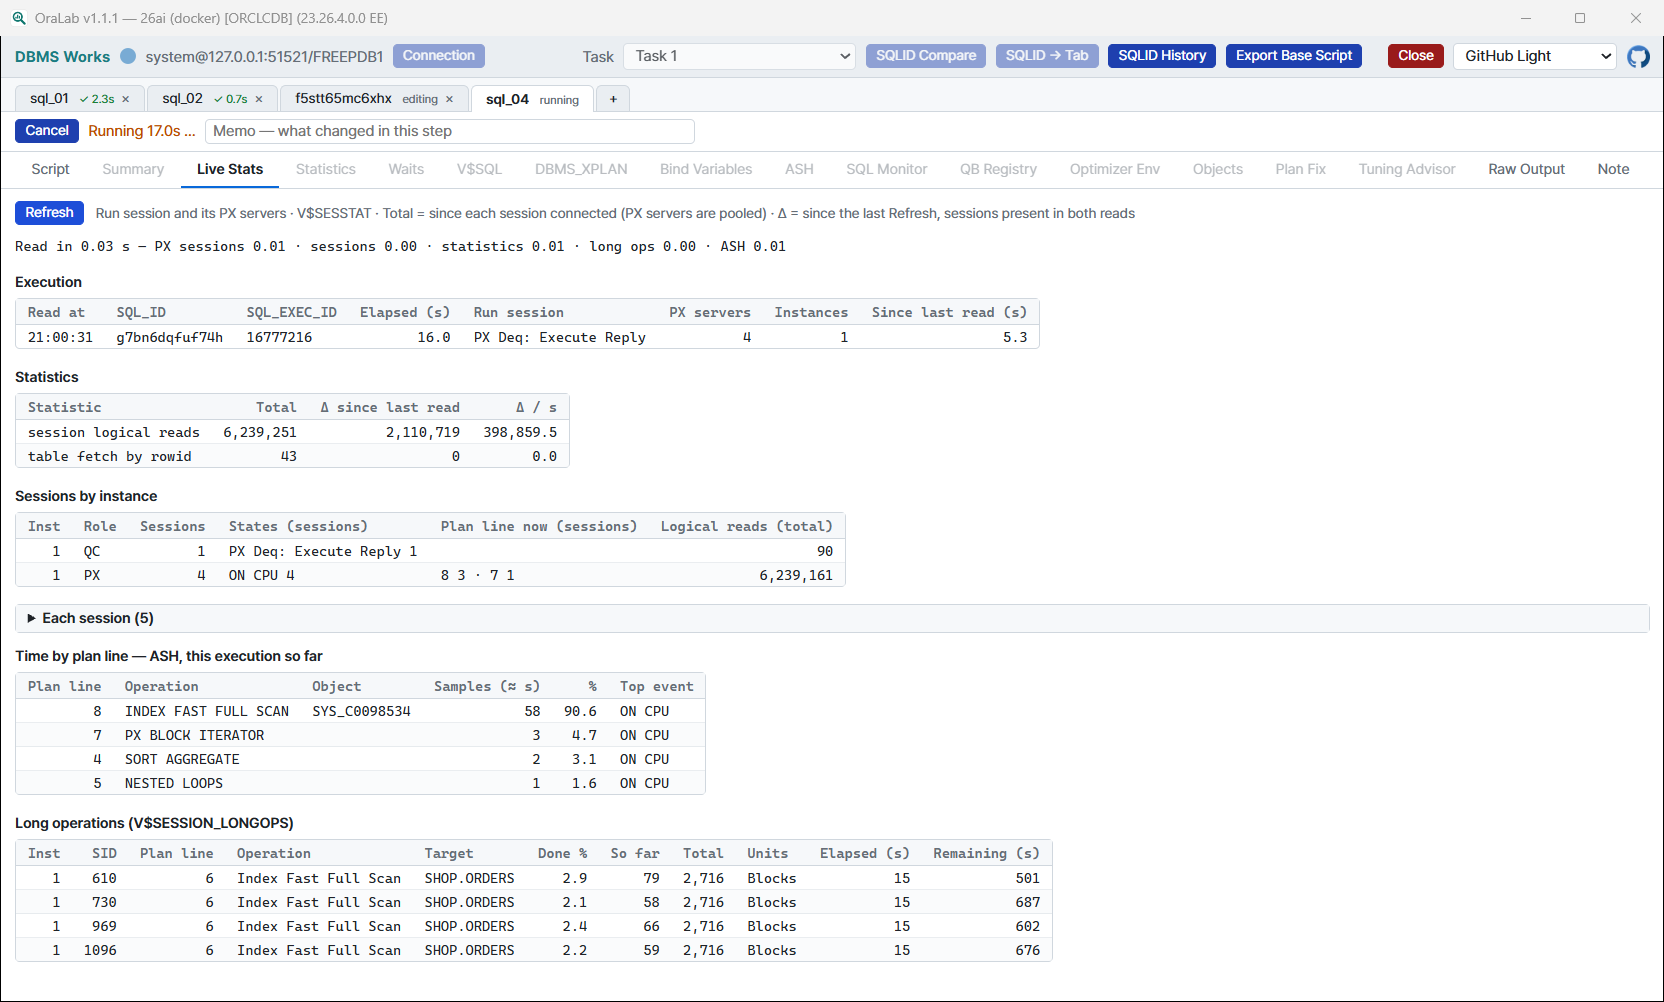 OraLab v1.1.1 — 26ai (docker) [ORCLCDB] (23.26.4.0.0 EE)
DBMS Works system@127.0.0.1:51521/FREEPDB1 Connection Task Task 1 SQLID Compare SQLID → Tab SQLID History Export Base Script Close GitHub Light
sql_01 ✓ 2.3s × sql_02 ✓ 0.7s × f5stt65mc6xhx editing × sql_04 running +
Cancel Running 17.0s ... Memo — what changed in this step
Script Summary Live Stats Statistics Waits V$SQL DBMS_XPLAN Bind Variables ASH SQL Monitor QB Registry Optimizer Env Objects Plan Fix Tuning Advisor Raw Output Note
Refresh Run session and its PX servers · V$SESSTAT · Total = since each session connected (PX servers are pooled) · Δ = since the last Refresh, sessions present in both reads
Read in 0.03 s — PX sessions 0.01 · sessions 0.00 · statistics 0.01 · long ops 0.00 · ASH 0.01
Execution
Read at SQL_ID SQL_EXEC_ID Elapsed (s) Run session PX servers Instances Since last read (s)
21:00:31 g7bn6dqfuf74h 16777216 16.0 PX Deq: Execute Reply 4 1 5.3
Statistics
Statistic Total Δ since last read Δ / s
session logical reads 6,239,251 2,110,719 398,859.5
table fetch by rowid 43 0 0.0
Sessions by instance
Inst Role Sessions States (sessions) Plan line now (sessions) Logical reads (total)
1 QC 1 PX Deq: Execute Reply 1 90
1 PX 4 ON CPU 4 8 3 · 7 1 6,239,161
▶ Each session (5)
Time by plan line — ASH, this execution so far
Plan line Operation Object Samples (≈ s) % Top event
8 INDEX FAST FULL SCAN SYS_C0098534 58 90.6 ON CPU
7 PX BLOCK ITERATOR 3 4.7 ON CPU
4 SORT AGGREGATE 2 3.1 ON CPU
5 NESTED LOOPS 1 1.6 ON CPU
Long operations (V$SESSION_LONGOPS)
Inst SID Plan line Operation Target Done % So far Total Units Elapsed (s) Remaining (s)
1 610 6 Index Fast Full Scan SHOP.ORDERS 2.9 79 2,716 Blocks 15 501
1 730 6 Index Fast Full Scan SHOP.ORDERS 2.1 58 2,716 Blocks 15 687
1 969 6 Index Fast Full Scan SHOP.ORDERS 2.4 66 2,716 Blocks 15 602
1 1096 6 Index Fast Full Scan SHOP.ORDERS 2.2 59 2,716 Blocks 15 676